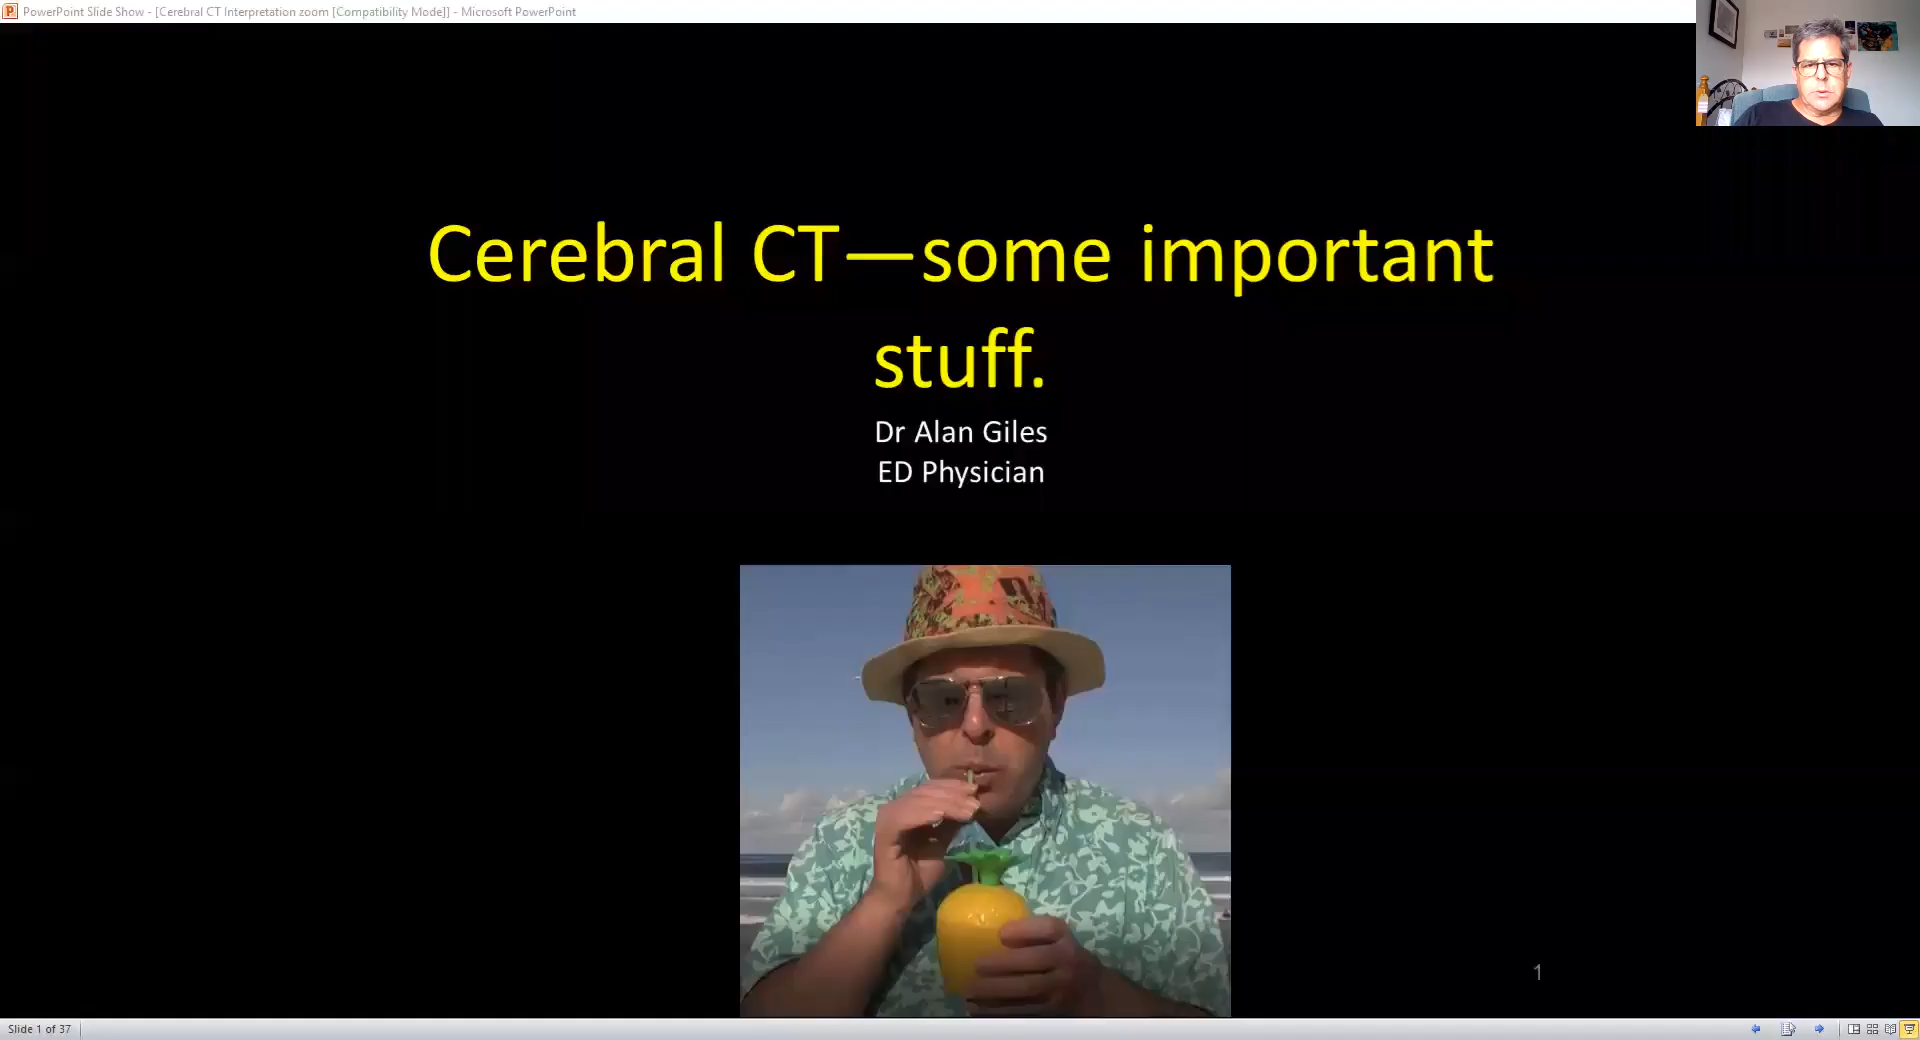 PowerPoint Slide Show - [Cerebral CT Interpretation zoom [Compatibility Mode]] - Microsoft PowerPoint
Cerebral CT—some important
stuff.
Dr Alan Giles
ED Physician
1
Slide 1 of 37